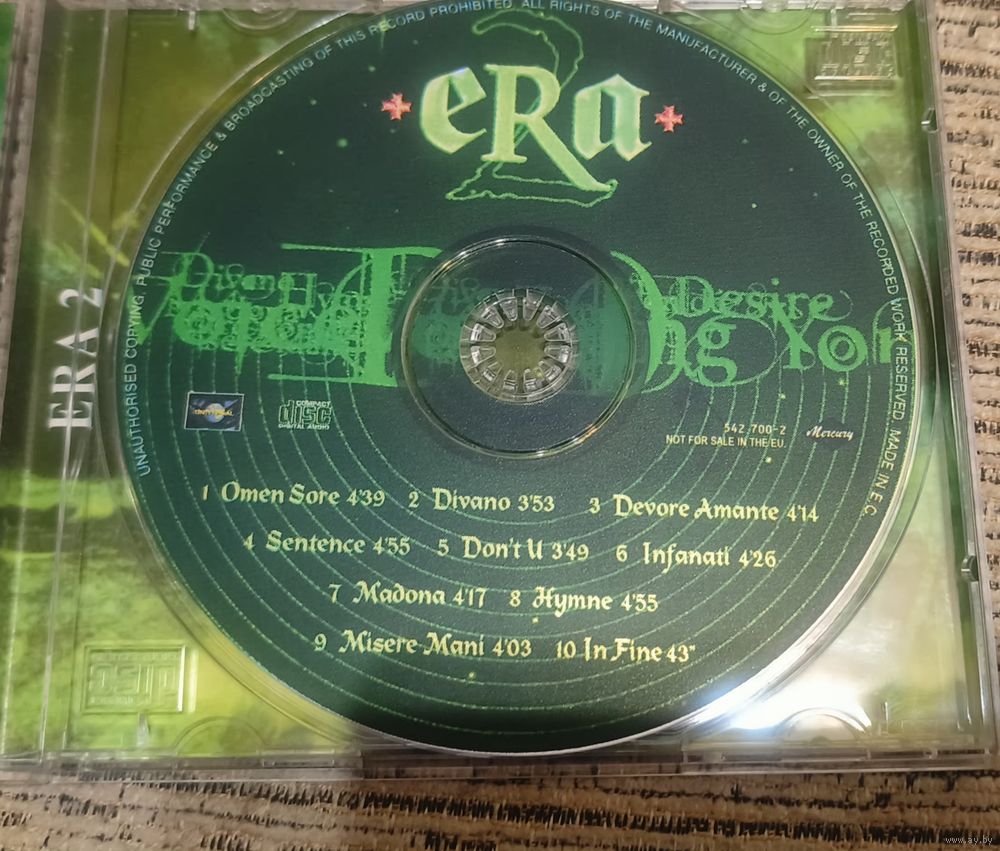 UNAUTHORISED COPYING, PUBLIC PERFORMANCE & BROADCASTING OF THIS RECORD PROHIBITED. ALL RIGHTS OF THE MANUFACTURER & OF THE OWNER OF THE RECORDED WORK RESERVED. MADE IN E.C.
2
eRa
ERA 2
Desire
UNIVERSAL
COMPACT
disc
DIGITAL AUDIO
542 700-2
NOT FOR SALE IN THE EU.
Mercury
1 Omen Sore 4'39 2 Divano 3'53 3 Devore Amante 4'14
4 Sentence 4'55 5 Don't U 3'49 6 Infanati 4'26
7 Madona 4'17 8 Hymne 4'55
9 Misere Mani 4'03 10 In Fine 43"
www.ay.by